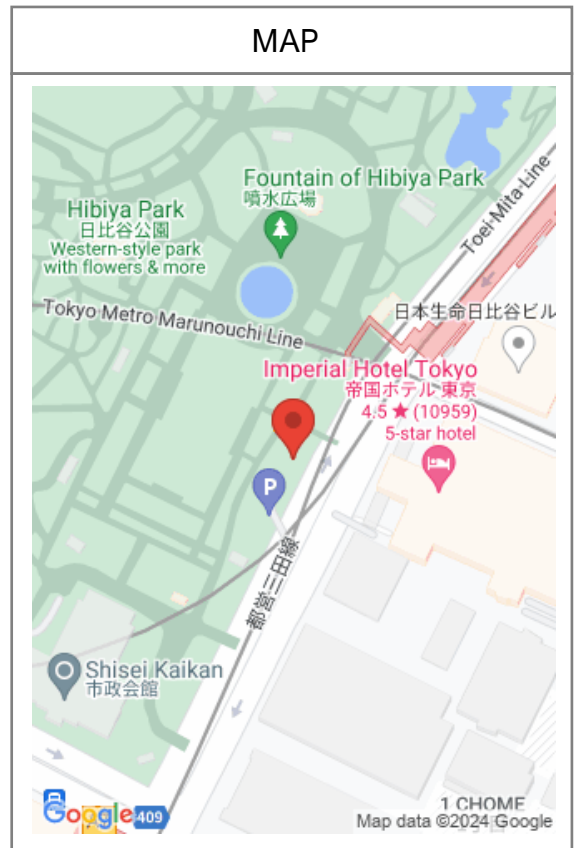 MAP
Fountain of Hibiya Park
噴水広場
Hibiya Park
日比谷公園
Western-style park
with flowers & more
Toei-Mita-Line
Tokyo Metro Marunouchi Line
日本生命日比谷ビル
Imperial Hotel Tokyo
帝国ホテル 東京
4.5 ★ (10959)
5-star hotel
P
都営三田線
Shisei Kaikan
市政会館
Google
409
1 CHOME
Map data ©2024 Google